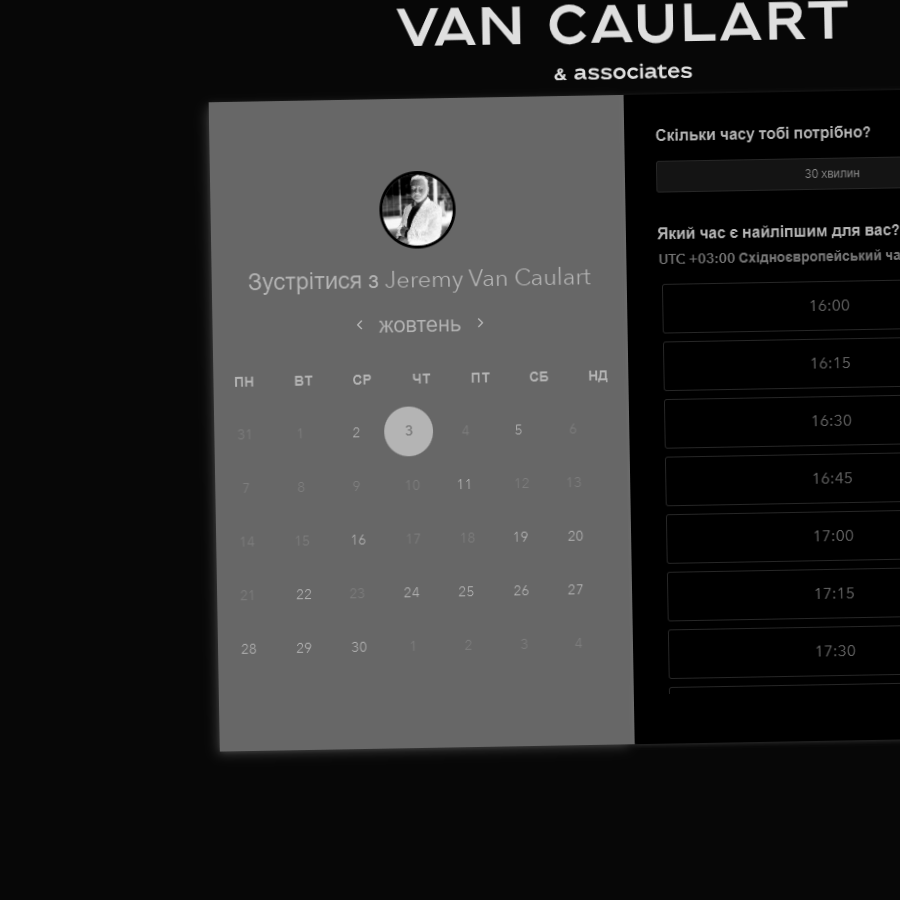 VAN CAULART
& associates
Зустрітися з Jeremy Van Caulart
жовтень
ПН ВТ СР ЧТ ПТ СБ НД
31 1 2 3 4 5 6
7 8 9 10 11 12 13
14 15 16 17 18 19 20
21 22 23 24 25 26 27
28 29 30 1 2 3 4
Скільки часу тобі потрібно?
30 хвилин
Який час є найліпшим для вас?
UTC +03:00 Східноєвропейський
16:00
16:15
16:30
16:45
17:00
17:15
17:30